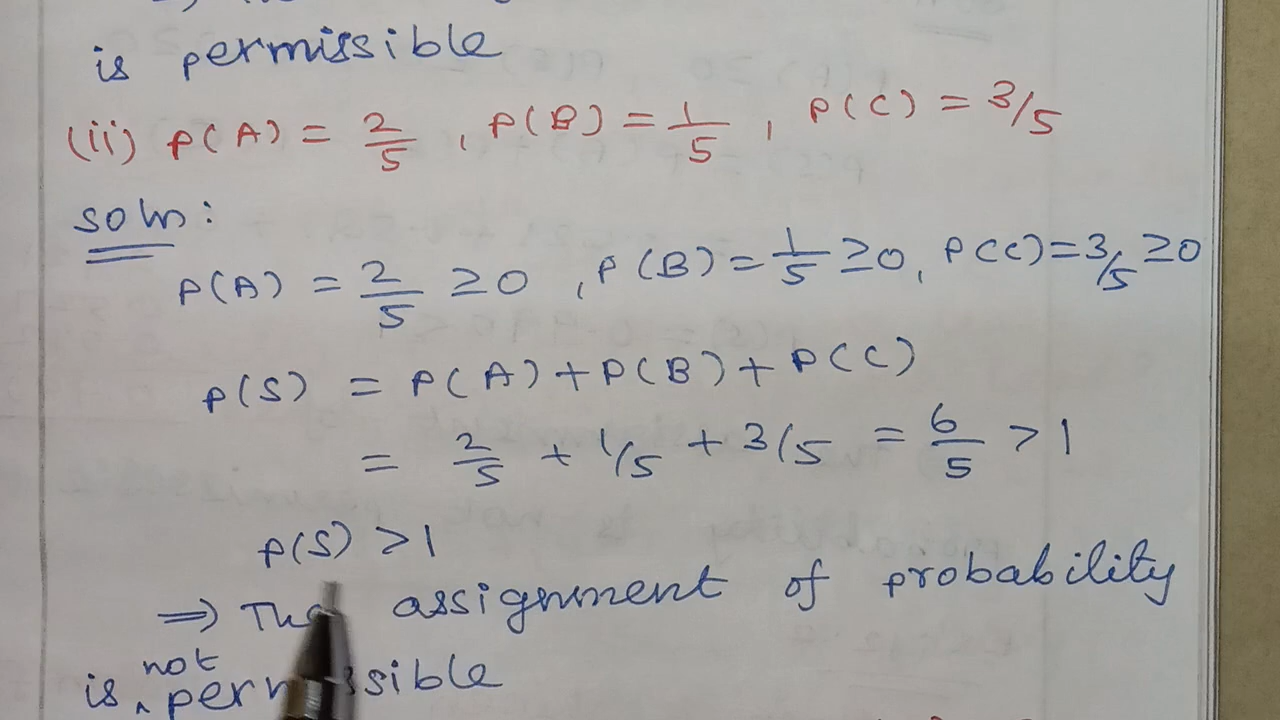 is permissible
(ii) P(A) = 2/5 , P(B) = 1/5 , P(C) = 3/5
Soln:
P(A) = 2/5 ≥ 0 , P(B) = 1/5 ≥ 0, P(C) = 3/5 ≥ 0
P(S) = P(A) + P(B) + P(C)
= 2/5 + 1/5 + 3/5 = 6/5 > 1
P(S) > 1
⇒ assignment of probability
is not permissible